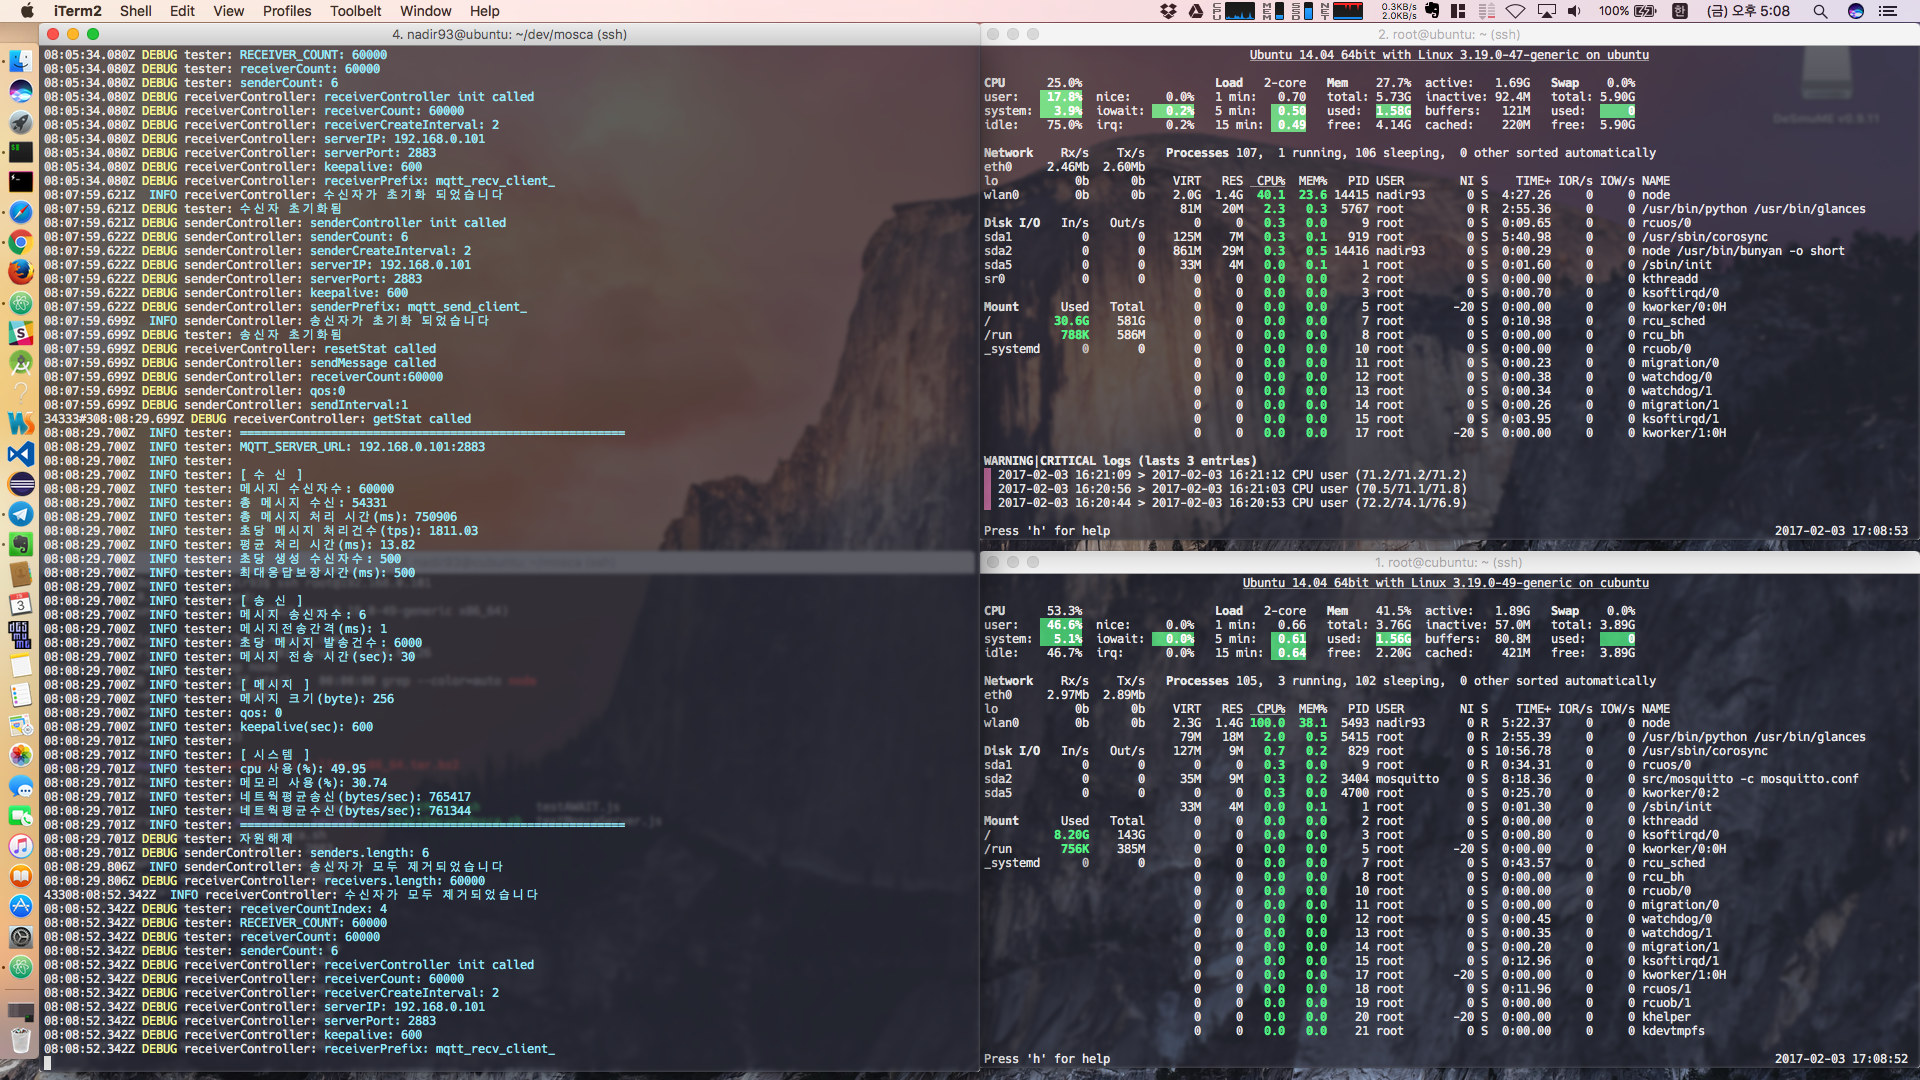 iTerm2 Shell Edit View Profiles Toolbelt Window Help
0.3KB/s
2.0KB/s
100% 한 (금) 오후 5:08
4. nadir93@ubuntu: ~/dev/mosca (ssh)
08:05:34.080Z DEBUG tester: RECEIVER_COUNT: 60000
08:05:34.080Z DEBUG tester: receiverCount: 60000
08:05:34.080Z DEBUG tester: senderCount: 6
08:05:34.080Z DEBUG receiverController: receiverController init called
08:05:34.080Z DEBUG receiverController: receiverCount: 60000
08:05:34.080Z DEBUG receiverController: receiverCreateInterval: 2
08:05:34.080Z DEBUG receiverController: serverIP: 192.168.0.101
08:05:34.080Z DEBUG receiverController: serverPort: 2883
08:05:34.080Z DEBUG receiverController: keepalive: 600
08:05:34.080Z DEBUG receiverController: receiverPrefix: mqtt_recv_client_
08:07:59.621Z INFO receiverController: 수신자가 초기화 되었습니다
08:07:59.621Z DEBUG tester: 수신자 초기화됨
08:07:59.621Z DEBUG senderController: senderController init called
08:07:59.622Z DEBUG senderController: senderCount: 6
08:07:59.622Z DEBUG senderController: senderCreateInterval: 2
08:07:59.622Z DEBUG senderController: serverIP: 192.168.0.101
08:07:59.622Z DEBUG senderController: serverPort: 2883
08:07:59.622Z DEBUG senderController: keepalive: 600
08:07:59.622Z DEBUG senderController: senderPrefix: mqtt_send_client_
08:07:59.699Z INFO senderController: 송신자가 초기화 되었습니다
08:07:59.699Z DEBUG tester: 송신자 초기화됨
08:07:59.699Z DEBUG receiverController: resetStat called
08:07:59.699Z DEBUG senderController: sendMessage called
08:07:59.699Z DEBUG senderController: receiverCount:60000
08:07:59.699Z DEBUG senderController: qos:0
08:07:59.699Z DEBUG senderController: sendInterval:1
34333#308:08:29.699Z DEBUG receiverController: getStat called
08:08:29.700Z INFO tester: =======================================================
08:08:29.700Z INFO tester: MQTT_SERVER_URL: 192.168.0.101:2883
08:08:29.700Z INFO tester:
08:08:29.700Z INFO tester: [ 수 신 ]
08:08:29.700Z INFO tester: 메시지 수신자수: 60000
08:08:29.700Z INFO tester: 총 메시지 수신: 54331
08:08:29.700Z INFO tester: 총 메시지 처리 시간(ms): 750906
08:08:29.700Z INFO tester: 초당 메시지 처리건수(tps): 1811.03
08:08:29.700Z INFO tester: 평균 처리 시간(ms): 13.82
08:08:29.700Z INFO tester: 초당 생성 수신자수: 500
08:08:29.700Z INFO tester: 최대응답보장시간(ms): 500
08:08:29.700Z INFO tester:
08:08:29.700Z INFO tester: [ 송 신 ]
08:08:29.700Z INFO tester: 메시지 송신자수: 6
08:08:29.700Z INFO tester: 메시지전송간격(ms): 1
08:08:29.700Z INFO tester: 초당 메시지 발송건수: 6000
08:08:29.700Z INFO tester: 메시지 전송 시간(sec): 30
08:08:29.700Z INFO tester:
08:08:29.700Z INFO tester: [ 메시지 ]
08:08:29.700Z INFO tester: 메시지 크기(byte): 256
08:08:29.700Z INFO tester: qos: 0
08:08:29.700Z INFO tester: keepalive(sec): 600
08:08:29.701Z INFO tester:
08:08:29.701Z INFO tester: [ 시스템 ]
08:08:29.701Z INFO tester: cpu 사용(%): 49.95
08:08:29.701Z INFO tester: 메모리 사용(%): 30.74
08:08:29.701Z INFO tester: 네트웍평균송신(bytes/sec): 765417
08:08:29.701Z INFO tester: 네트웍평균수신(bytes/sec): 761344
08:08:29.701Z INFO tester: =======================================================
08:08:29.701Z DEBUG tester: 자원해제
08:08:29.701Z DEBUG senderController: senders.length: 6
08:08:29.806Z INFO senderController: 송신자가 모두 제거되었습니다
08:08:29.806Z DEBUG receiverController: receivers.length: 60000
43308:08:52.342Z INFO receiverController: 수신자가 모두 제거되었습니다
08:08:52.342Z DEBUG tester: receiverCountIndex: 4
08:08:52.342Z DEBUG tester: RECEIVER_COUNT: 60000
08:08:52.342Z DEBUG tester: receiverCount: 60000
08:08:52.342Z DEBUG tester: senderCount: 6
08:08:52.342Z DEBUG receiverController: receiverController init called
08:08:52.342Z DEBUG receiverController: receiverCount: 60000
08:08:52.342Z DEBUG receiverController: receiverCreateInterval: 2
08:08:52.342Z DEBUG receiverController: serverIP: 192.168.0.101
08:08:52.342Z DEBUG receiverController: serverPort: 2883
08:08:52.342Z DEBUG receiverController: keepalive: 600
08:08:52.342Z DEBUG receiverController: receiverPrefix: mqtt_recv_client_
2. root@ubuntu: ~ (ssh)
Ubuntu 14.04 64bit with Linux 3.19.0-47-generic on ubuntu
CPU 25.0% Load 2-core Mem 27.7% active: 1.69G Swap 0.0%
user: 17.8% nice: 0.0% 1 min: 0.70 total: 5.73G inactive: 92.4M total: 5.90G
system: 3.9% iowait: 0.2% 5 min: 0.50 used: 1.58G buffers: 121M used: 0
idle: 75.0% irq: 0.2% 15 min: 0.49 free: 4.14G cached: 220M free: 5.90G
Network Rx/s Tx/s Processes 107, 1 running, 106 sleeping, 0 other sorted automatically
eth0 2.46Mb 2.60Mb
lo 0b 0b VIRT RES CPU% MEM% PID USER NI S TIME+ IOR/s IOW/s NAME
wlan0 0b 0b 2.0G 1.4G 40.1 23.6 14415 nadir93 0 S 4:27.26 0 0 node
81M 20M 2.3 0.3 5767 root 0 R 2:55.36 0 0 /usr/bin/python /usr/bin/glances
Disk I/O In/s Out/s 0 0 0.3 0.0 9 root 0 S 0:09.65 0 0 rcuos/0
sda1 0 0 125M 7M 0.3 0.1 919 root 0 S 5:40.98 0 0 /usr/sbin/corosync
sda2 0 0 861M 29M 0.3 0.5 14416 nadir93 0 S 0:00.29 0 0 node /usr/bin/bunyan -o short
sda5 0 0 33M 4M 0.0 0.1 1 root 0 S 0:01.60 0 0 /sbin/init
sr0 0 0 0 0 0.0 0.0 2 root 0 S 0:00.00 0 0 kthreadd
0 0 0.0 0.0 3 root 0 S 0:00.70 0 0 ksoftirqd/0
Mount Used Total 0 0 0.0 0.0 5 root -20 S 0:00.00 0 0 kworker/0:0H
/ 30.6G 581G 0 0 0.0 0.0 7 root 0 S 0:10.98 0 0 rcu_sched
/run 788K 586M 0 0 0.0 0.0 8 root 0 S 0:00.00 0 0 rcu_bh
_systemd 0 0 0 0 0.0 0.0 10 root 0 S 0:00.00 0 0 rcuob/0
0 0 0.0 0.0 11 root 0 S 0:00.23 0 0 migration/0
0 0 0.0 0.0 12 root 0 S 0:00.38 0 0 watchdog/0
0 0 0.0 0.0 13 root 0 S 0:00.34 0 0 watchdog/1
0 0 0.0 0.0 14 root 0 S 0:00.26 0 0 migration/1
0 0 0.0 0.0 15 root 0 S 0:03.95 0 0 ksoftirqd/1
0 0 0.0 0.0 17 root -20 S 0:00.00 0 0 kworker/1:0H
WARNING|CRITICAL logs (lasts 3 entries)
2017-02-03 16:21:09 > 2017-02-03 16:21:12 CPU user (71.2/71.2/71.2)
2017-02-03 16:20:56 > 2017-02-03 16:21:03 CPU user (70.5/71.1/71.8)
2017-02-03 16:20:44 > 2017-02-03 16:20:53 CPU user (72.2/74.1/76.9)
Press 'h' for help 2017-02-03 17:08:53
1. root@cubuntu: ~ (ssh)
Ubuntu 14.04 64bit with Linux 3.19.0-49-generic on cubuntu
CPU 53.3% Load 2-core Mem 41.5% active: 1.89G Swap 0.0%
user: 46.6% nice: 0.0% 1 min: 0.66 total: 3.76G inactive: 57.0M total: 3.89G
system: 5.1% iowait: 0.0% 5 min: 0.61 used: 1.56G buffers: 80.8M used: 0
idle: 46.7% irq: 0.0% 15 min: 0.64 free: 2.20G cached: 421M free: 3.89G
Network Rx/s Tx/s Processes 105, 3 running, 102 sleeping, 0 other sorted automatically
eth0 2.97Mb 2.89Mb
lo 0b 0b VIRT RES CPU% MEM% PID USER NI S TIME+ IOR/s IOW/s NAME
wlan0 0b 0b 2.3G 1.4G 100.0 38.1 5493 nadir93 0 R 5:22.37 0 0 node
79M 18M 2.0 0.5 5415 root 0 R 2:55.39 0 0 /usr/bin/python /usr/bin/glances
Disk I/O In/s Out/s 127M 9M 0.7 0.2 829 root 0 S 10:56.78 0 0 /usr/sbin/corosync
sda1 0 0 0 0 0.3 0.0 9 root 0 R 0:34.31 0 0 rcuos/0
sda2 0 0 35M 9M 0.3 0.2 3404 mosquitto 0 S 8:18.36 0 0 src/mosquitto -c mosquitto.conf
sda5 0 0 0 0 0.3 0.0 4700 root 0 S 0:25.70 0 0 kworker/0:2
33M 4M 0.0 0.1 1 root 0 S 0:01.30 0 0 /sbin/init
Mount Used Total 0 0 0.0 0.0 2 root 0 S 0:00.00 0 0 kthreadd
/ 8.20G 143G 0 0 0.0 0.0 3 root 0 S 0:00.80 0 0 ksoftirqd/0
/run 756K 385M 0 0 0.0 0.0 5 root -20 S 0:00.00 0 0 kworker/0:0H
_systemd 0 0 0 0 0.0 0.0 7 root 0 S 0:43.57 0 0 rcu_sched
0 0 0.0 0.0 8 root 0 S 0:00.00 0 0 rcu_bh
0 0 0.0 0.0 10 root 0 S 0:00.00 0 0 rcuob/0
0 0 0.0 0.0 11 root 0 S 0:00.00 0 0 migration/0
0 0 0.0 0.0 12 root 0 S 0:00.45 0 0 watchdog/0
0 0 0.0 0.0 13 root 0 S 0:00.35 0 0 watchdog/1
0 0 0.0 0.0 14 root 0 S 0:00.20 0 0 migration/1
0 0 0.0 0.0 15 root 0 S 0:12.96 0 0 ksoftirqd/1
0 0 0.0 0.0 17 root -20 S 0:00.00 0 0 kworker/1:0H
0 0 0.0 0.0 18 root 0 S 0:11.96 0 0 rcuos/1
0 0 0.0 0.0 19 root 0 S 0:00.00 0 0 rcuob/1
0 0 0.0 0.0 20 root -20 S 0:00.00 0 0 khelper
0 0 0.0 0.0 21 root 0 S 0:00.00 0 0 kdevtmpfs
Press 'h' for help 2017-02-03 17:08:52